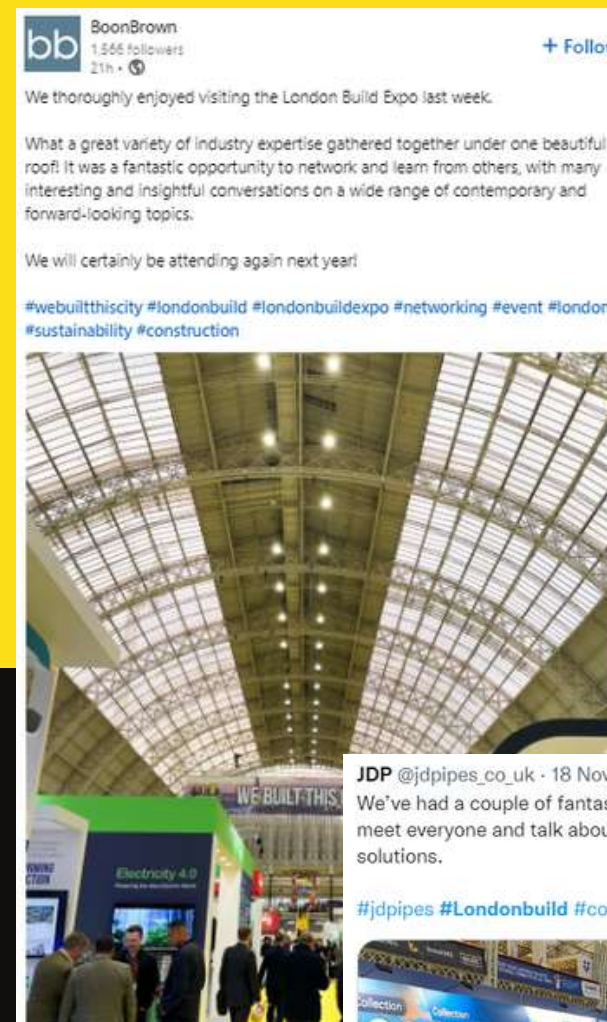 bb
BoonBrown
1,566 followers
21h •
+ Follo
We thoroughly enjoyed visiting the London Build Expo last week.
What a great variety of industry expertise gathered together under one beautiful
roof! It was a fantastic opportunity to network and learn from others, with many
interesting and insightful conversations on a wide range of contemporary and
forward-looking topics.
We will certainly be attending again next year!
#webuiltthiscity #londonbuild #londonbuildexpo #networking #event #london
#sustainability #construction
WE BUILT THIS
Electricity 4.0
JDP @jdpipes_co_uk · 18 Nov
We've had a couple of fantas
meet everyone and talk abou
solutions.
#jdpipes #Londonbuild #co
Collection
Collection